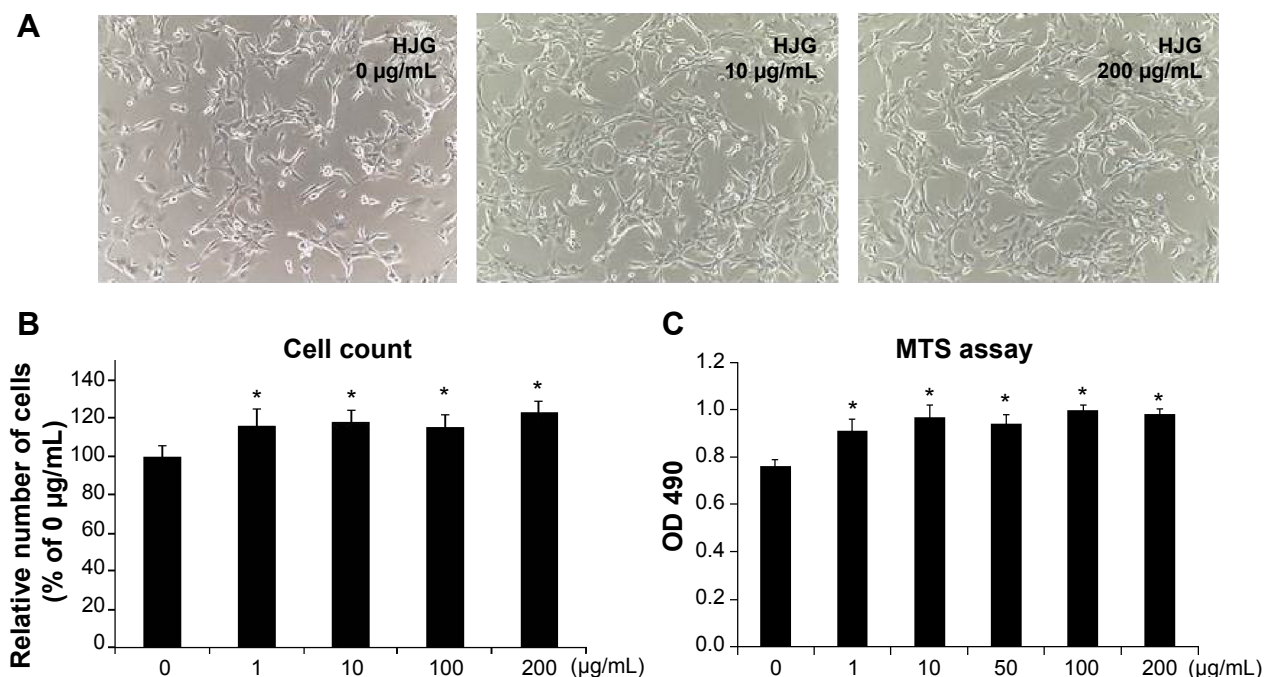 A
HJG
0 µg/mL
HJG
10 µg/mL
HJG
200 µg/mL
B
Cell count
Relative number of cells
(% of 0 µg/mL)
140
120
100
80
60
40
20
0
* * * *
0 1 10 100 200 (µg/mL)
C
MTS assay
OD 490
1.2
1.0
0.8
0.6
0.4
0.2
0.0
* * * * *
0 1 10 50 100 200 (µg/mL)